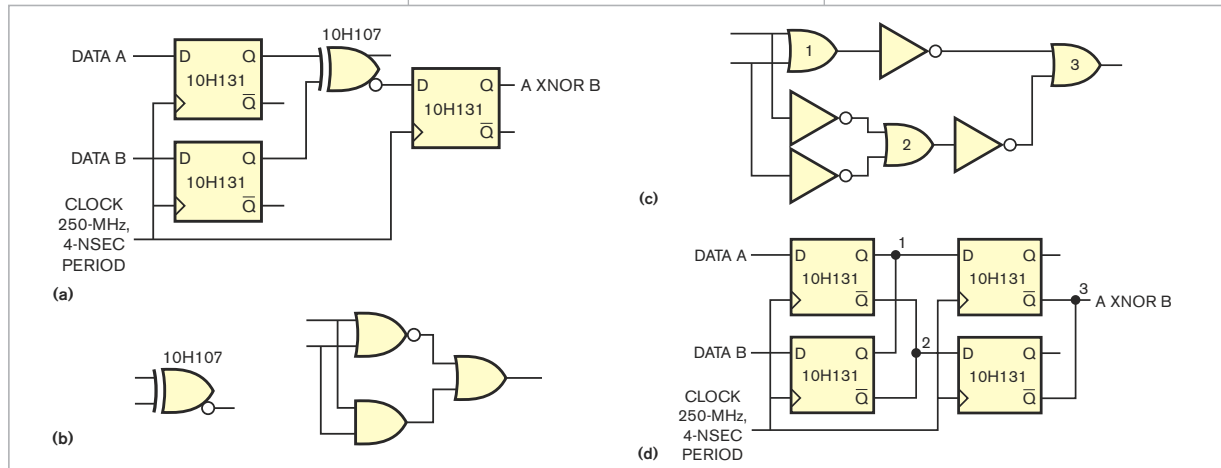 10H107
DATA A
D
Q
10H131
Q
D
Q
10H131
Q
A XNOR B
DATA B
D
Q
10H131
Q
CLOCK
250-MHz,
4-NSEC
PERIOD
(a)
10H107
(b)
1
3
2
(c)
DATA A
D
Q
10H131
Q
1
D
Q
10H131
Q
3
A XNOR B
DATA B
D
Q
10H131
Q
2
D
Q
10H131
Q
CLOCK
250-MHz,
4-NSEC
PERIOD
(d)